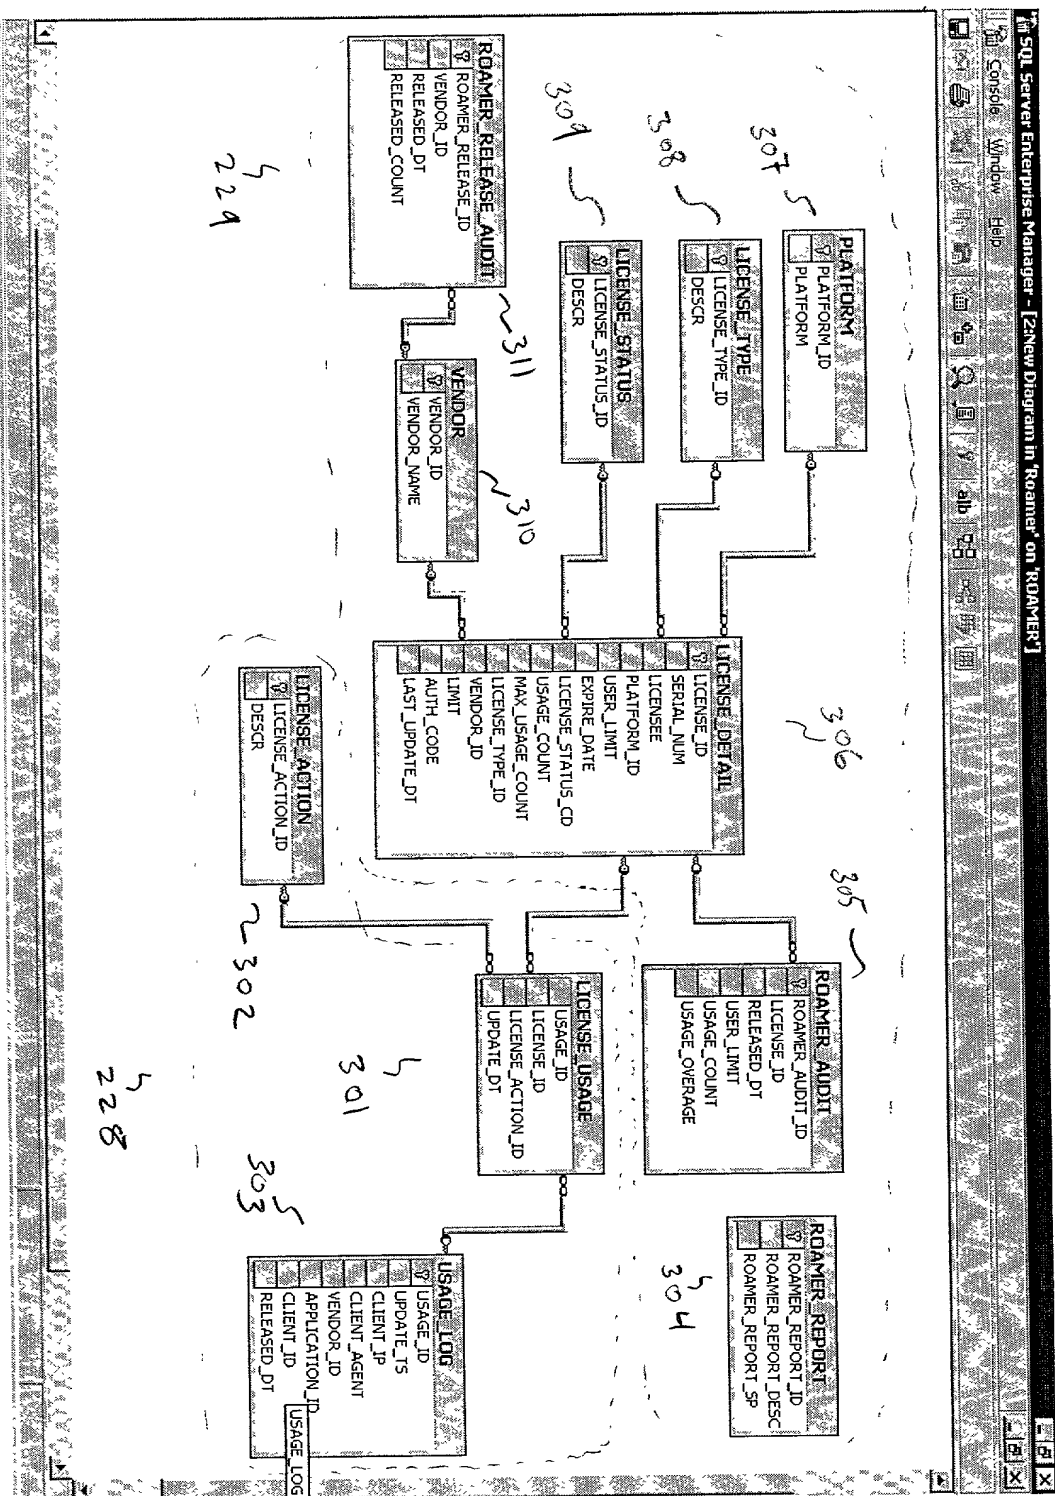 SQL Server Enterprise Manager - [2:New Diagram in 'Roamer' on 'ROAMER']
Console Window Help
alb
PLATFORM
PLATFORM_ID
PLATFORM
307
LICENSE_TYPE
LICENSE_TYPE_ID
DESCR
308
LICENSE_STATUS
LICENSE_STATUS_ID
DESCR
309
ROAMER_RELEASE_AUDIT
ROAMER_RELEASE_ID
VENDOR_ID
RELEASED_DT
RELEASED_COUNT
311
229
VENDOR
VENDOR_ID
VENDOR_NAME
310
LICENSE_DETAIL
LICENSE_ID
SERIAL_NUM
LICENSEE
PLATFORM_ID
USER_LIMIT
EXPIRE_DATE
LICENSE_STATUS_CD
USAGE_COUNT
MAX_USAGE_COUNT
LICENSE_TYPE_ID
VENDOR_ID
LIMIT
AUTH_CODE
LAST_UPDATE_DT
306
LICENSE_ACTION
LICENSE_ACTION_ID
DESCR
302
ROAMER_AUDIT
ROAMER_AUDIT_ID
LICENSE_ID
RELEASED_DT
USER_LIMIT
USAGE_COUNT
USAGE_OVERAGE
305
LICENSE_USAGE
USAGE_ID
LICENSE_ID
LICENSE_ACTION_ID
UPDATE_DT
301
228
ROAMER_REPORT
ROAMER_REPORT_ID
ROAMER_REPORT_DESC
ROAMER_REPORT_SP
304
USAGE_LOG
USAGE_ID
UPDATE_TS
CLIENT_IP
CLIENT_AGENT
VENDOR_ID
APPLICATION_ID
CLIENT_ID
RELEASED_DT
USAGE_LOG
303